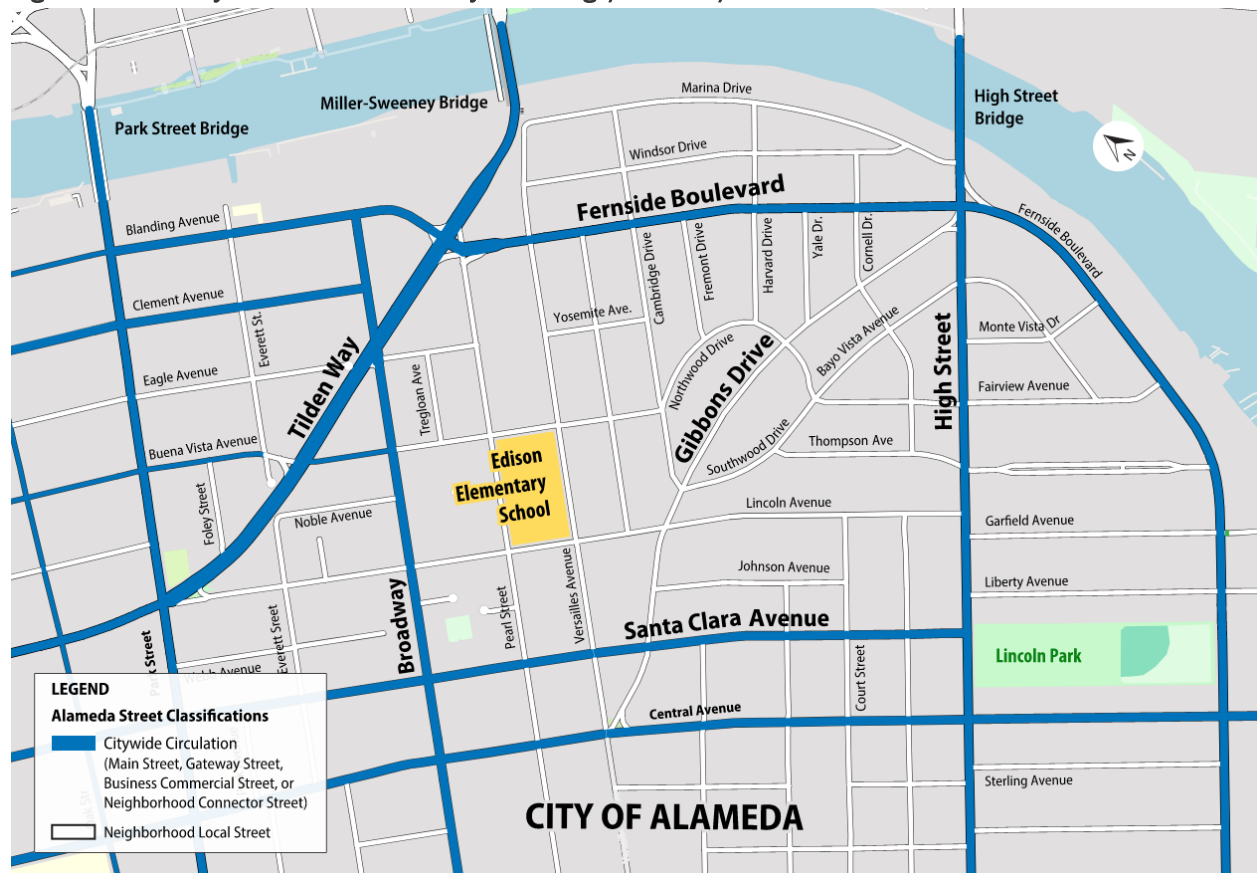 Miller-Sweeney Bridge
Park Street Bridge
Marina Drive
High Street
Bridge
N
Windsor Drive
Fernside Boulevard
Fernside Boulevard
Blanding Avenue
Clement Avenue
Everett St.
Eagle Avenue
Tilden Way
Tregloan Ave
Yosemite Ave.
Cambridge Drive
Fremont Drive
Harvard Drive
Yale Dr.
Cornell Dr.
Northwood Drive
Gibbons Drive
Bayo Vista Avenue
High Street
Monte Vista Dr
Fairview Avenue
Buena Vista Avenue
Foley Street
Noble Avenue
Edison
Elementary
School
Southwood Drive
Thompson Ave
Lincoln Avenue
Garfield Avenue
Johnson Avenue
Liberty Avenue
Park Street
Everett Sreet
Broadway
Pearl Street
Versailles Avenue
Santa Clara Avenue
Court Street
Lincoln Park
Webb Avenue
Central Avenue
Sterling Avenue
CITY OF ALAMEDA
LEGEND
Alameda Street Classifications
Citywide Circulation
(Main Street, Gateway Street,
Business Commercial Street, or
Neighborhood Connector Street)
Neighborhood Local Street